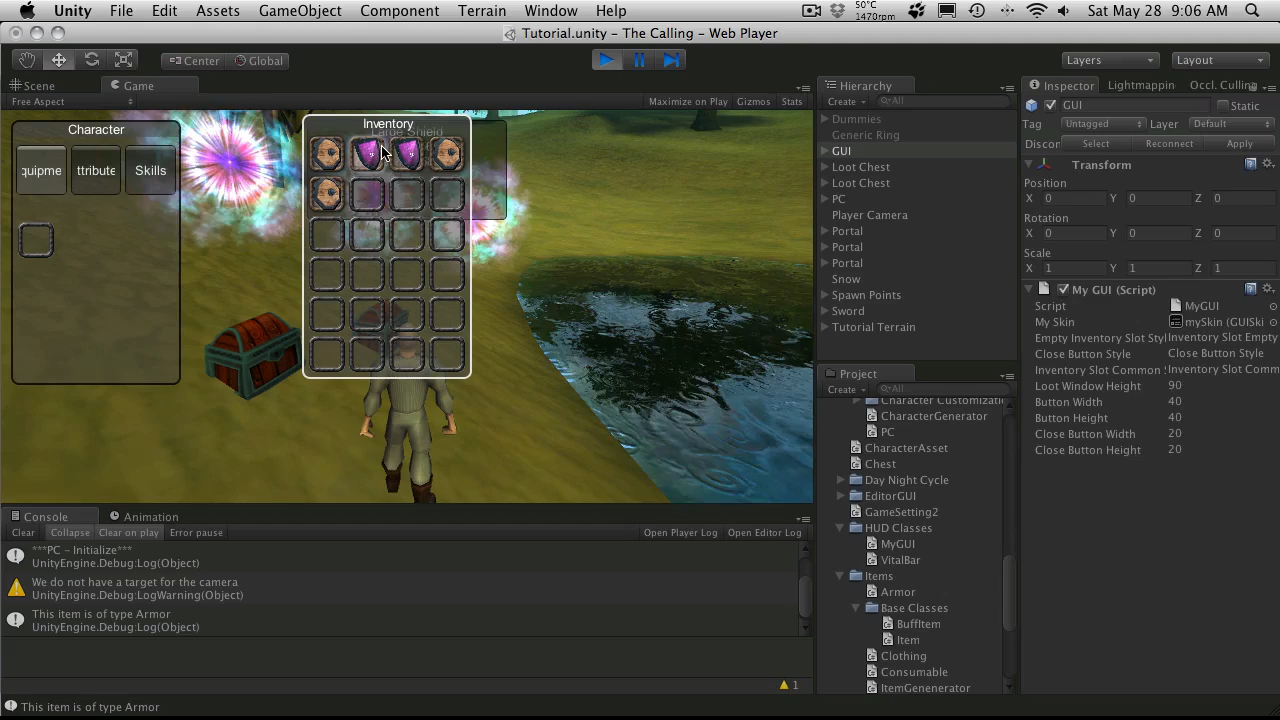 Unity File Edit Assets GameObject Component Terrain Window Help 50°C 1470rpm Sat May 28 9:06 AM
Tutorial.unity - The Calling - Web Player
Center Global Layers Layout
Scene Game
Free Aspect Maximize on Play Gizmos Stats
Character
quipme ttribute Skills
Inventory
Large Shield
Hierarchy
Create All
Dummies
Generic Ring
GUI
Loot Chest
Loot Chest
PC
Player Camera
Portal
Portal
Portal
Snow
Spawn Points
Sword
Tutorial Terrain
Project
Create All
Character Customizati
CharacterGenerator
PC
CharacterAsset
Chest
Day Night Cycle
EditorGUI
GameSetting2
HUD Classes
MyGUI
VitalBar
Items
Armor
Base Classes
BuffItem
Item
Clothing
Consumable
ItemGenenerator
Inspector Lightmappin Occl. Culling
GUI Static
Tag Untagged Layer Default
Discon Select Reconnect Apply
Transform
Position
X 0 Y 0 Z 0
Rotation
X 0 Y 0 Z 0
Scale
X 1 Y 1 Z 1
My GUI (Script)
Script MyGUI
My Skin mySkin (GUISki
Empty Inventory Slot Styl Inventory Slot Empty
Close Button Style Close Button Style
Inventory Slot Common Inventory Slot Comm
Loot Window Height 90
Button Width 40
Button Height 40
Close Button Width 20
Close Button Height 20
Console Animation
Clear Collapse Clear on play Error pause Open Player Log Open Editor Log
***PC - Initialize***
UnityEngine.Debug:Log(Object)
We do not have a target for the camera
UnityEngine.Debug:LogWarning(Object)
This item is of type Armor
UnityEngine.Debug:Log(Object)
1
This item is of type Armor